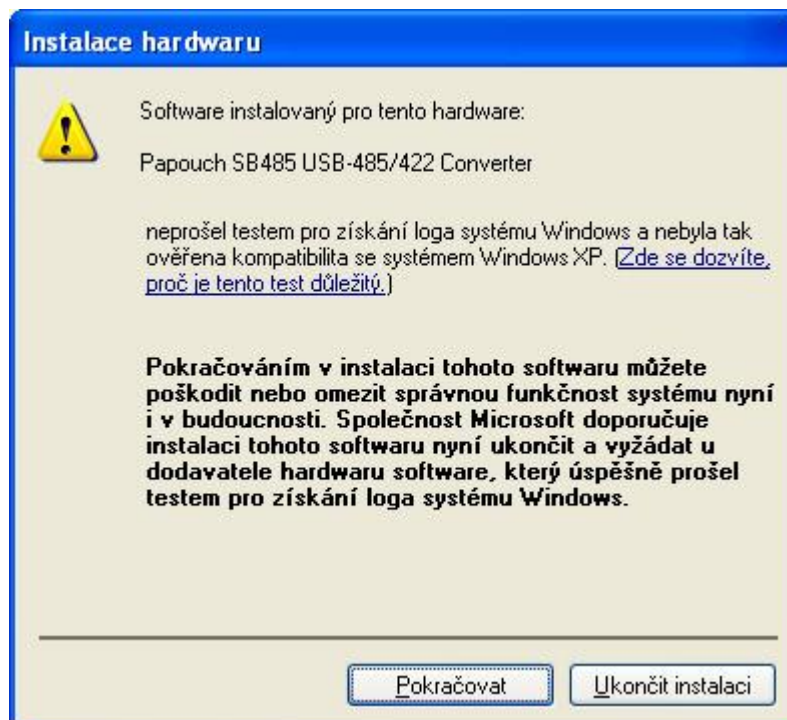 Instalace hardwaru
Software instalovaný pro tento hardware:
Papouch SB485 USB-485/422 Converter
neprošel testem pro získání loga systému Windows a nebyla tak
ověřena kompatibilita se systémem Windows XP. (Zde se dozvíte,
proč je tento test důležitý.)
Pokračováním v instalaci tohoto softwaru můžete
poškodit nebo omezit správnou funkčnost systému nyní
i v budoucnosti. Společnost Microsoft doporučuje
instalaci tohoto softwaru nyní ukončit a vyžádat u
dodavatele hardwaru software, který úspěšně prošel
testem pro získání loga systému Windows.
Pokračovat Ukončit instalaci